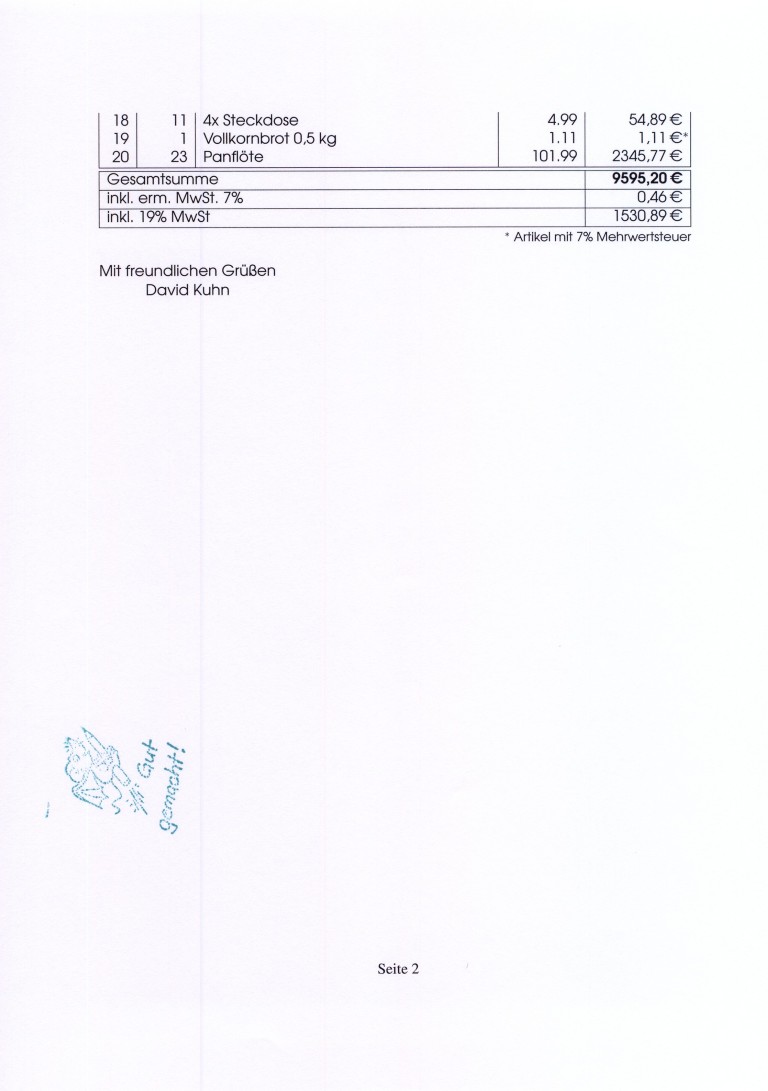 18 11 4x Steckdose 4.99 54,89 €
19 1 Vollkornbrot 0,5 kg 1.11 1,11 €*
20 23 Panflöte 101.99 2345,77 €
Gesamtsumme 9595,20 €
inkl. erm. MwSt. 7% 0,46 €
inkl. 19% MwSt 1530,89 €
* Artikel mit 7% Mehrwertsteuer
Mit freundlichen Grüßen
David Kuhn
Gut
gemacht!
Seite 2